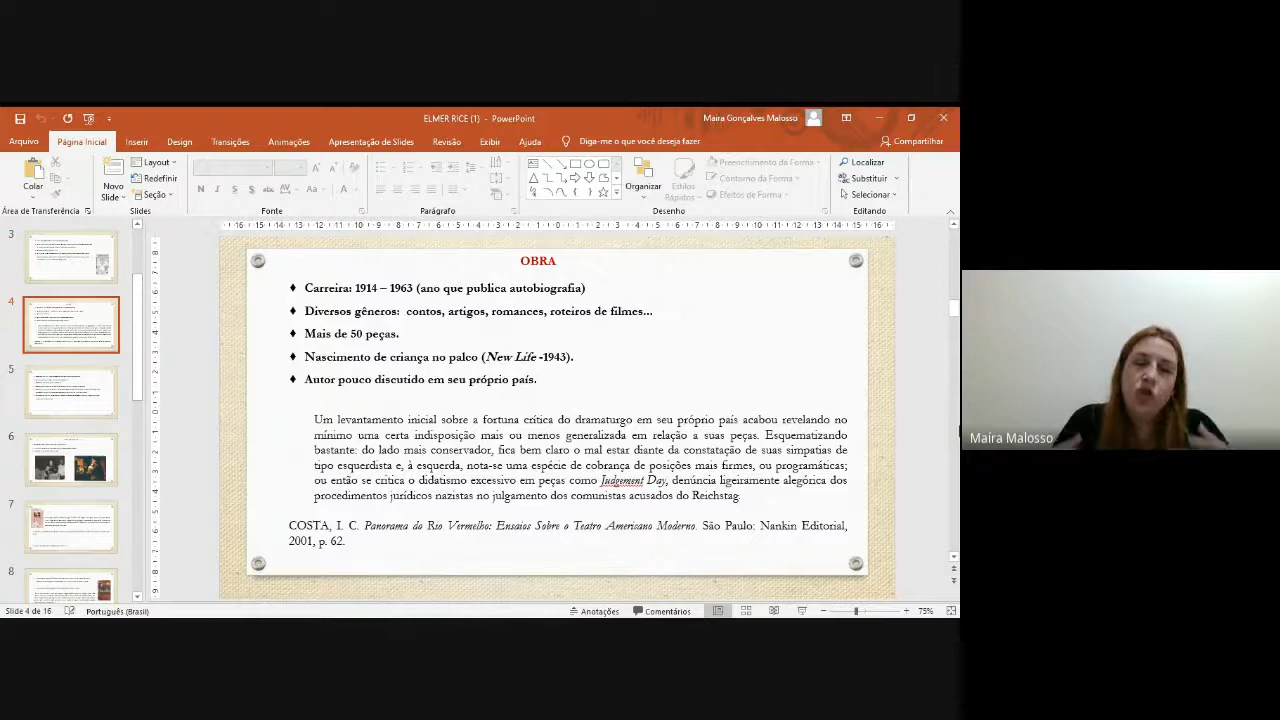 ELMER RICE (1) - PowerPoint
Maira Gonçalves Malosso
Arquivo Página Inicial Inserir Design Transições Animações Apresentação de Slides Revisão Exibir Ajuda Diga-me o que você deseja fazer Compartilhar
Colar
Novo Slide
Layout
Redefinir
Seção
N I S S abc AV Aa A
Organizar
Estilos Rápidos
Preenchimento da Forma
Contorno da Forma
Efeitos de Forma
Localizar
Substituir
Selecionar
Área de Transferência Slides Fonte Parágrafo Desenho Editando
3
4
5
6
7
8
OBRA
♦ Carreira: 1914 – 1963 (ano que publica autobiografia)
♦ Diversos gêneros: contos, artigos, romances, roteiros de filmes...
♦ Mais de 50 peças.
♦ Nascimento de criança no palco (New Life -1943).
♦ Autor pouco discutido em seu próprio país.
Um levantamento inicial sobre a fortuna crítica do dramaturgo em seu próprio país acabou revelando no
mínimo uma certa indisposição mais ou menos generalizada em relação a suas peças. Esquematizando
bastante: do lado mais conservador, fica bem claro o mal estar diante da constatação de suas simpatias de
tipo esquerdista e, à esquerda, nota-se uma espécie de cobrança de posições mais firmes, ou programáticas;
ou então se critica o didatismo excessivo em peças como Judgement Day, denúncia ligeiramente alegórica dos
procedimentos jurídicos nazistas no julgamento dos comunistas acusados do Reichstag.
COSTA, I. C. Panorama do Rio Vermelho: Ensaios Sobre o Teatro Americano Moderno. São Paulo: Nankin Editorial,
2001, p. 62.
Maíra Malosso
Slide 4 de 16 Português (Brasil) Anotações Comentários 75%